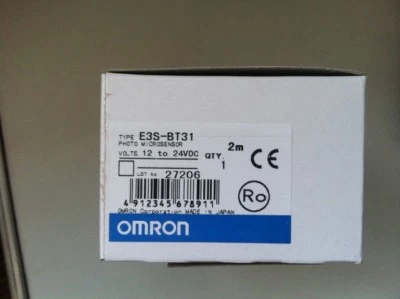 TYPE E3S-BT31 2m
PHOTO MICROSENSOR
VOLTS 12 to 24VDC QTY. 1
LOT No 27206
CE
4 912345 678911
Ro
OMRON Corporation MADE IN JAPAN
OMRON